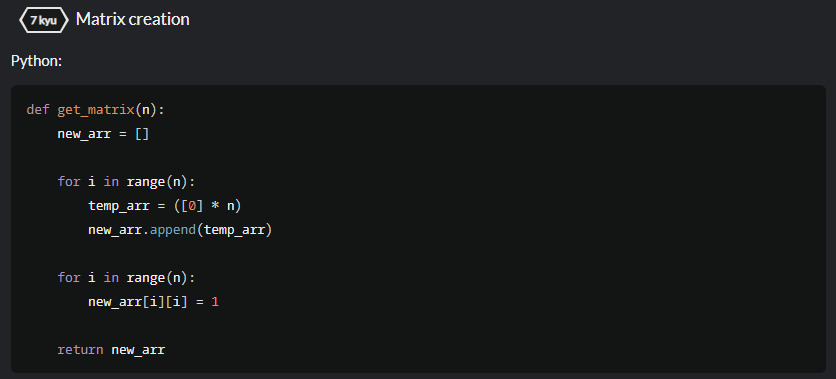 7 kyu Matrix creation
Python:
def get_matrix(n):
    new_arr = []

    for i in range(n):
        temp_arr = ([0] * n)
        new_arr.append(temp_arr)

    for i in range(n):
        new_arr[i][i] = 1

    return new_arr